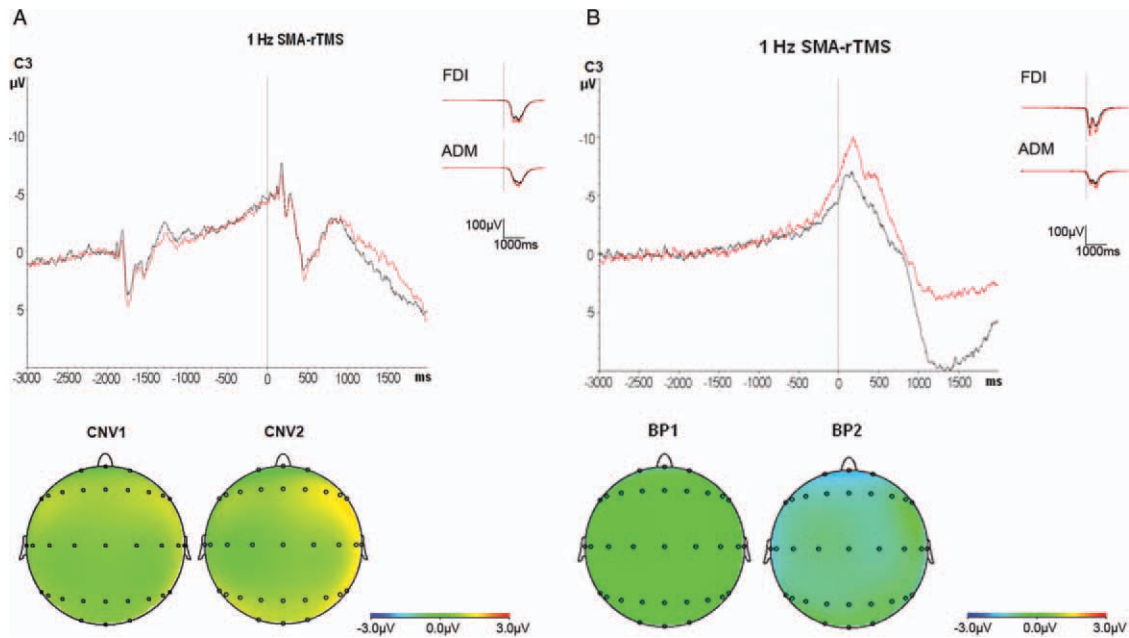 A
1 Hz SMA-rTMS
C3
µV
-10
-5
0
5
-3000 -2500 -2000 -1500 -1000 -500 0 500 1000 1500 ms
FDI
ADM
100µV
1000ms
CNV1 CNV2
-3.0µV 0.0µV 3.0µV
B
1 Hz SMA-rTMS
C3
µV
-10
-5
0
5
-3000 -2500 -2000 -1500 -1000 -500 0 500 1000 1500 ms
FDI
ADM
100µV
1000ms
BP1 BP2
-3.0µV 0.0µV 3.0µV